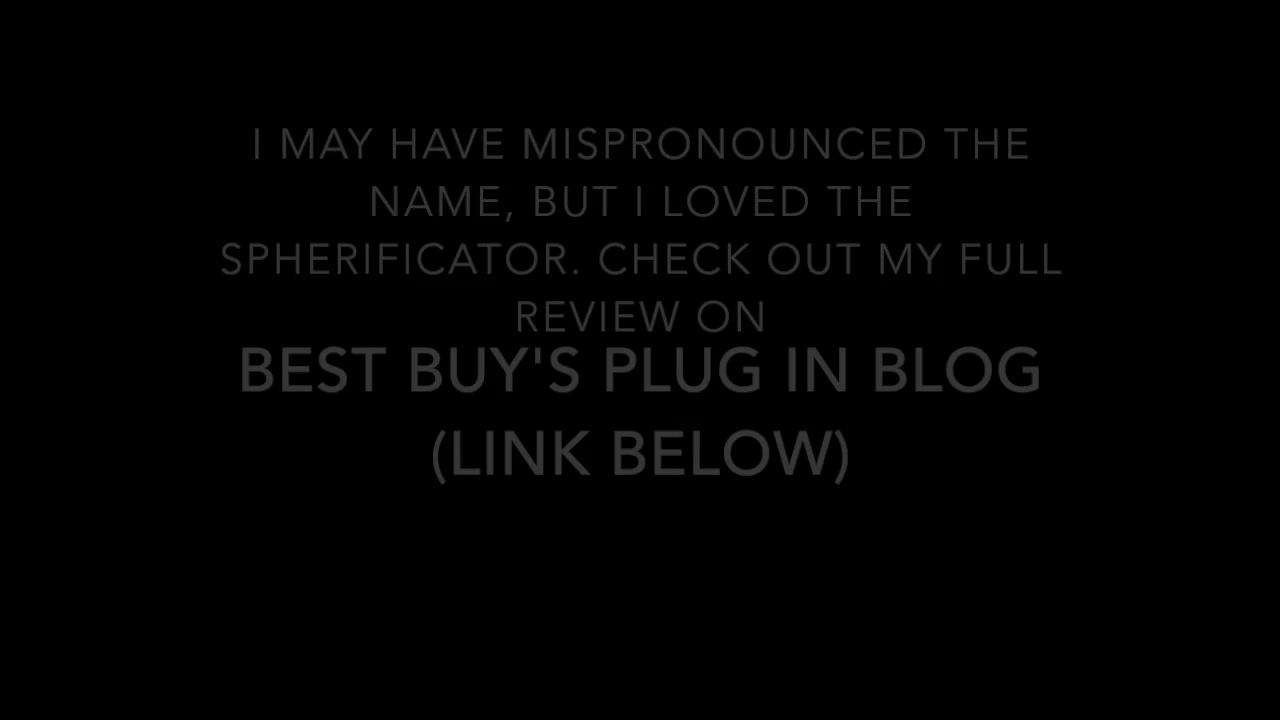 I MAY HAVE MISPRONOUNCED THE
NAME, BUT I LOVED THE
SPHERIFICATOR. CHECK OUT MY FULL
REVIEW ON
BEST BUY'S PLUG IN BLOG
(LINK BELOW)